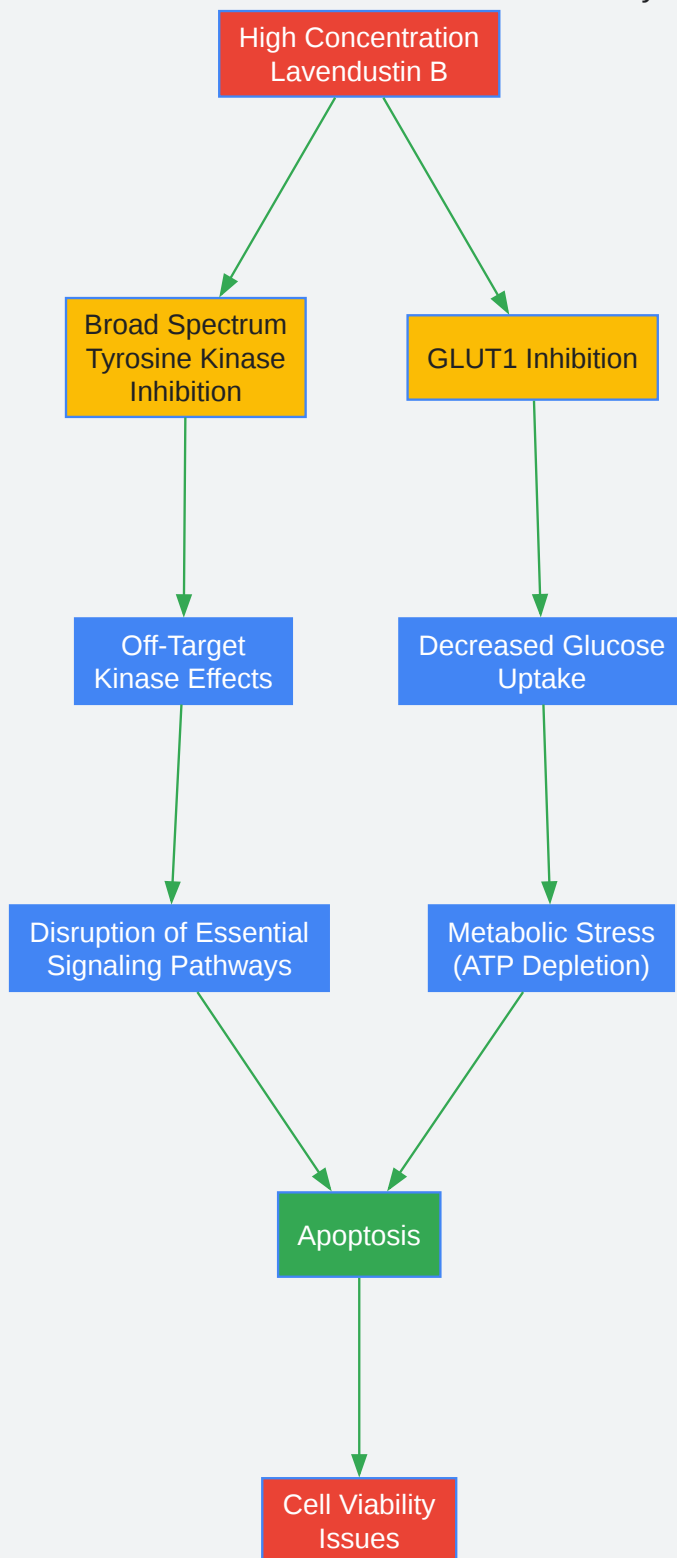 High Concentration
Lavendustin B
Broad Spectrum
Tyrosine Kinase
Inhibition
GLUT1 Inhibition
Off-Target
Kinase Effects
Decreased Glucose
Uptake
Disruption of Essential
Signaling Pathways
Metabolic Stress
(ATP Depletion)
Apoptosis
Cell Viability
Issues